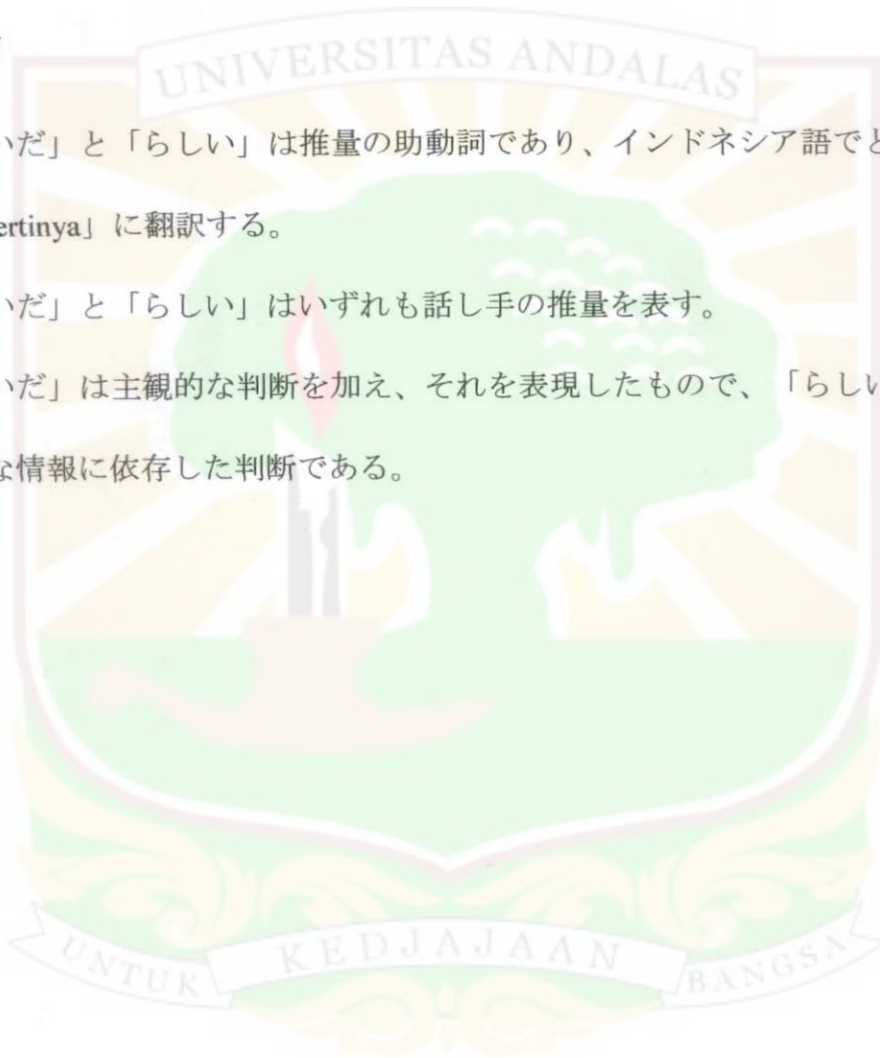 UNIVERSITAS ANDALAS
いだ」と「らしい」は推量の助動詞であり、インドネシア語でど
ertinya」に翻訳する。
いだ」と「らしい」はいずれも話し手の推量を表す。
いだ」は主観的な判断を加え、それを表現したもので、「らしい
な情報に依存した判断である。
UNTUK KEDJAJAAN BANGSA